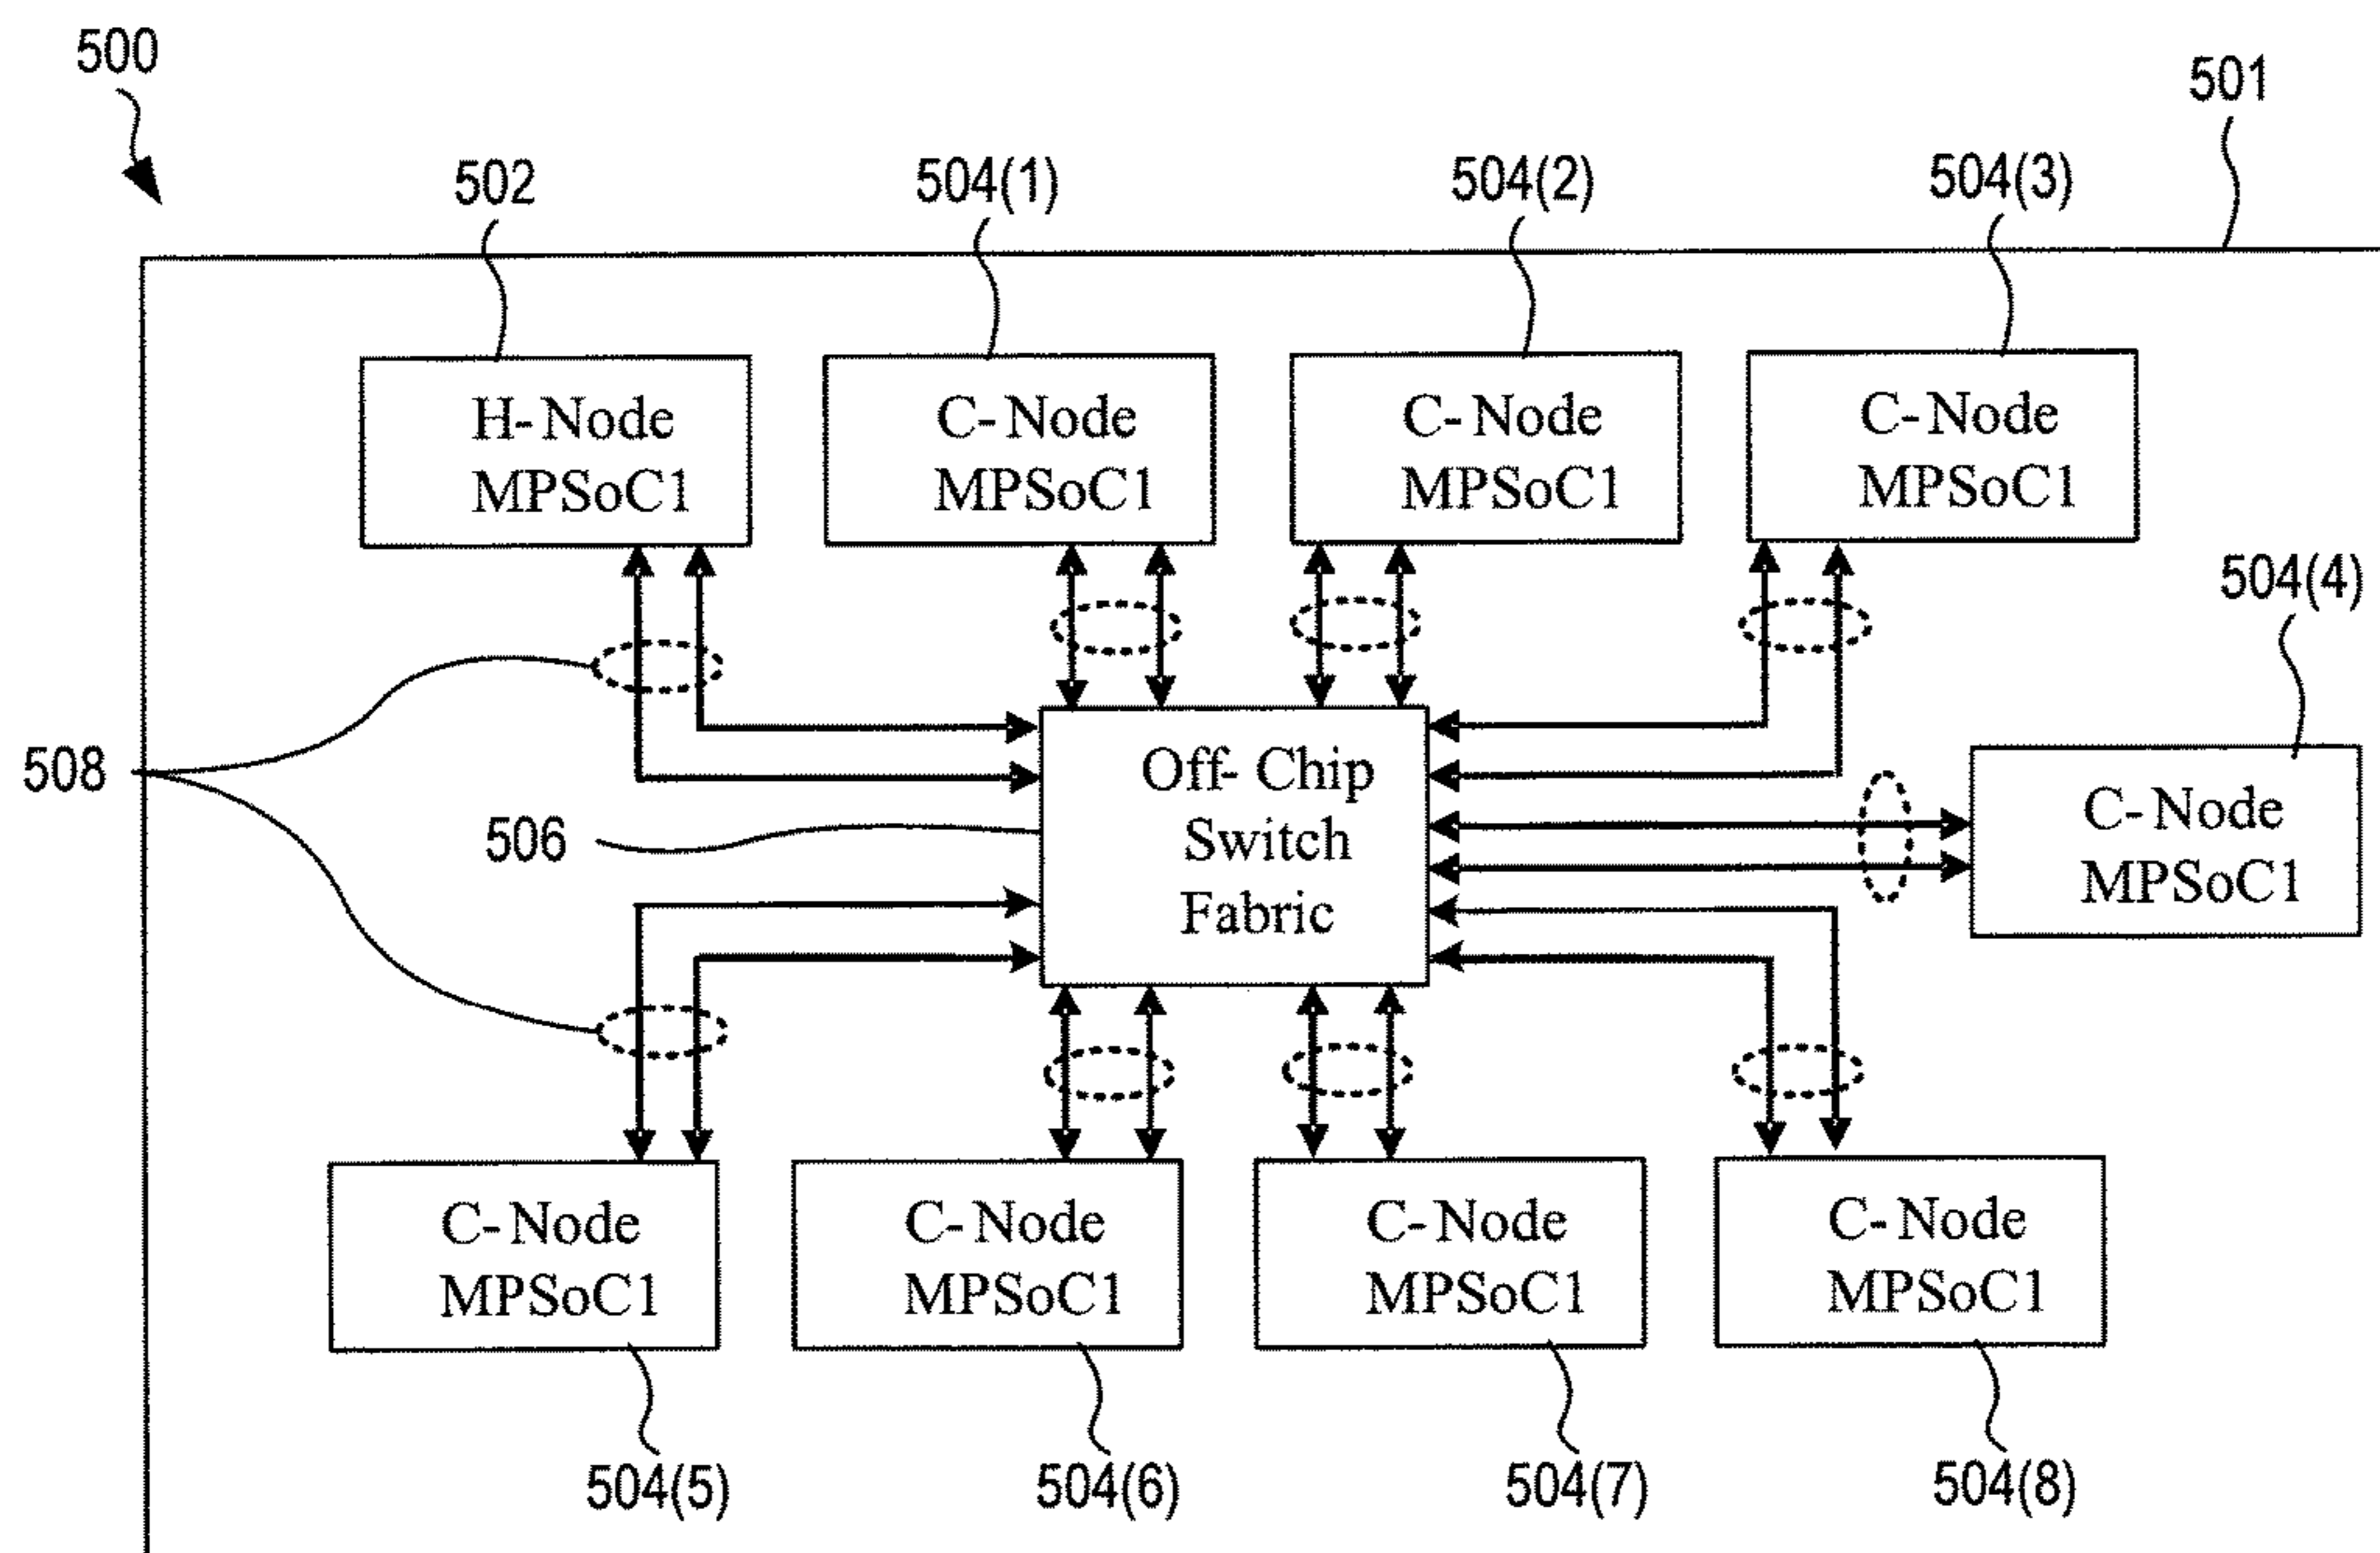 500
501
502
504(1)
504(2)
504(3)
H-Node
MPSoC1
C-Node
MPSoC1
C-Node
MPSoC1
C-Node
MPSoC1
504(4)
508
506
Off-Chip
Switch
Fabric
C-Node
MPSoC1
C-Node
MPSoC1
C-Node
MPSoC1
C-Node
MPSoC1
C-Node
MPSoC1
504(5)
504(6)
504(7)
504(8)